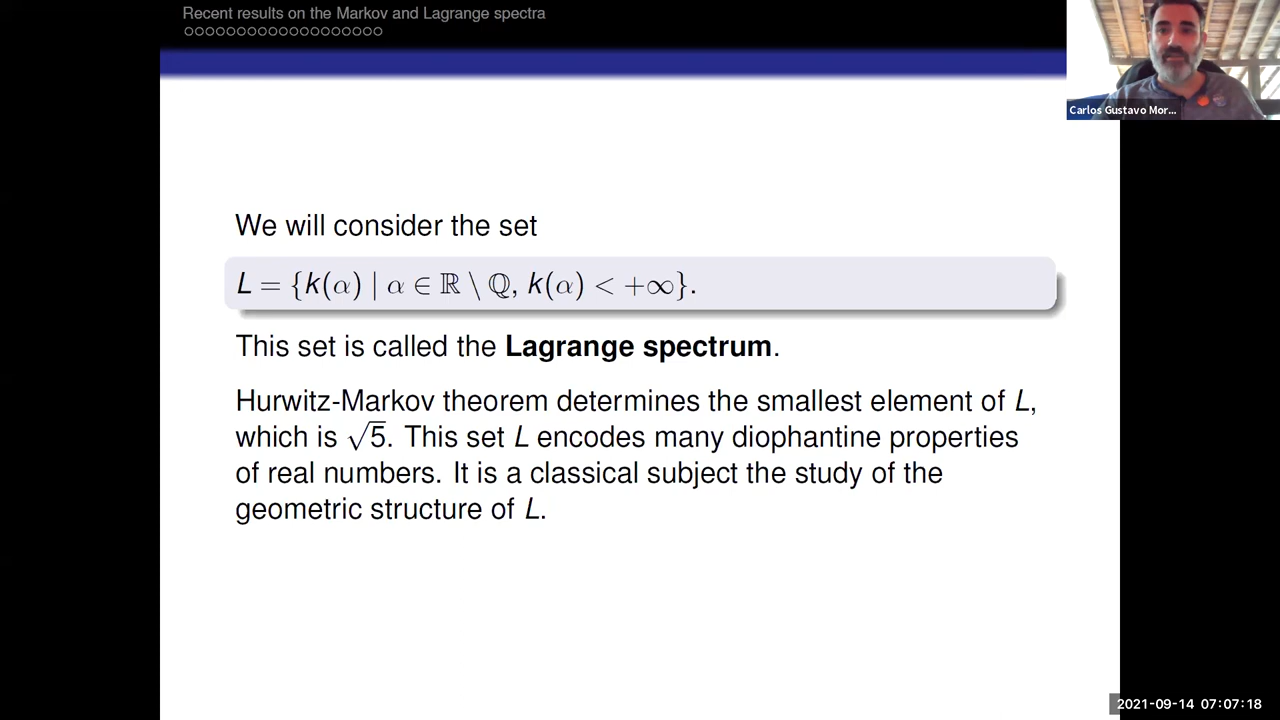 Recent results on the Markov and Lagrange spectra
Carlos Gustavo Mor...
We will consider the set
L = {k(α) | α ∈ ℝ \ ℚ, k(α) < +∞}.
This set is called the Lagrange spectrum.
Hurwitz-Markov theorem determines the smallest element of L,
which is √5. This set L encodes many diophantine properties
of real numbers. It is a classical subject the study of the
geometric structure of L.
2021-09-14 07:07:18